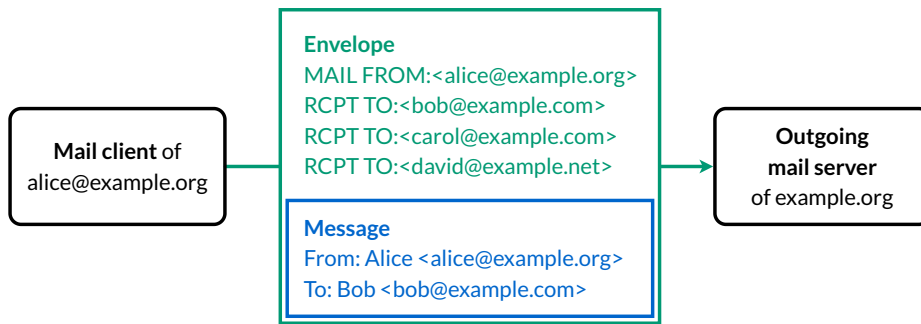 Mail client of
alice@example.org
Envelope
MAIL FROM:<alice@example.org>
RCPT TO:<bob@example.com>
RCPT TO:<carol@example.com>
RCPT TO:<david@example.net>
Message
From: Alice <alice@example.org>
To: Bob <bob@example.com>
Outgoing
mail server
of example.org